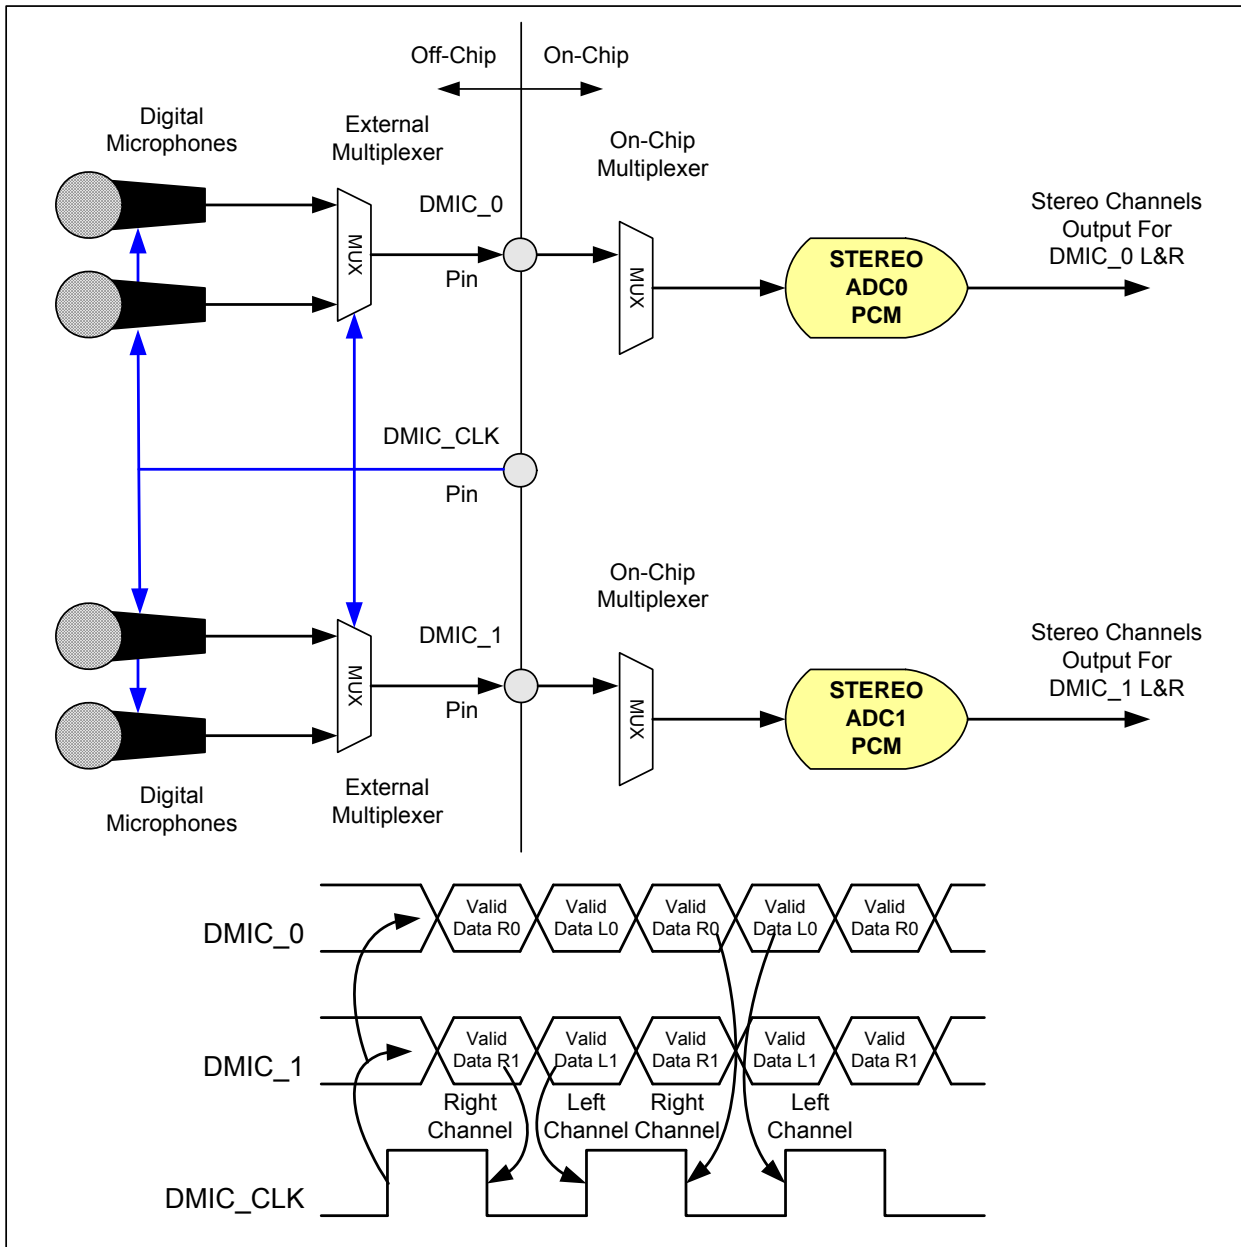 Off-Chip
On-Chip
Digital
Microphones
External
Multiplexer
On-Chip
Multiplexer
DMIC_0
Pin
MUX
MUX
STEREO
ADC0
PCM
Stereo Channels
Output For
DMIC_0 L&R
DMIC_CLK
Pin
On-Chip
Multiplexer
DMIC_1
Pin
MUX
MUX
STEREO
ADC1
PCM
Stereo Channels
Output For
DMIC_1 L&R
Digital
Microphones
External
Multiplexer
DMIC_0
Valid
Data R0
Valid
Data L0
Valid
Data R0
Valid
Data L0
Valid
Data R0
DMIC_1
Valid
Data R1
Valid
Data L1
Valid
Data R1
Valid
Data L1
Valid
Data R1
Right
Channel
Left
Channel
Right
Channel
Left
Channel
DMIC_CLK